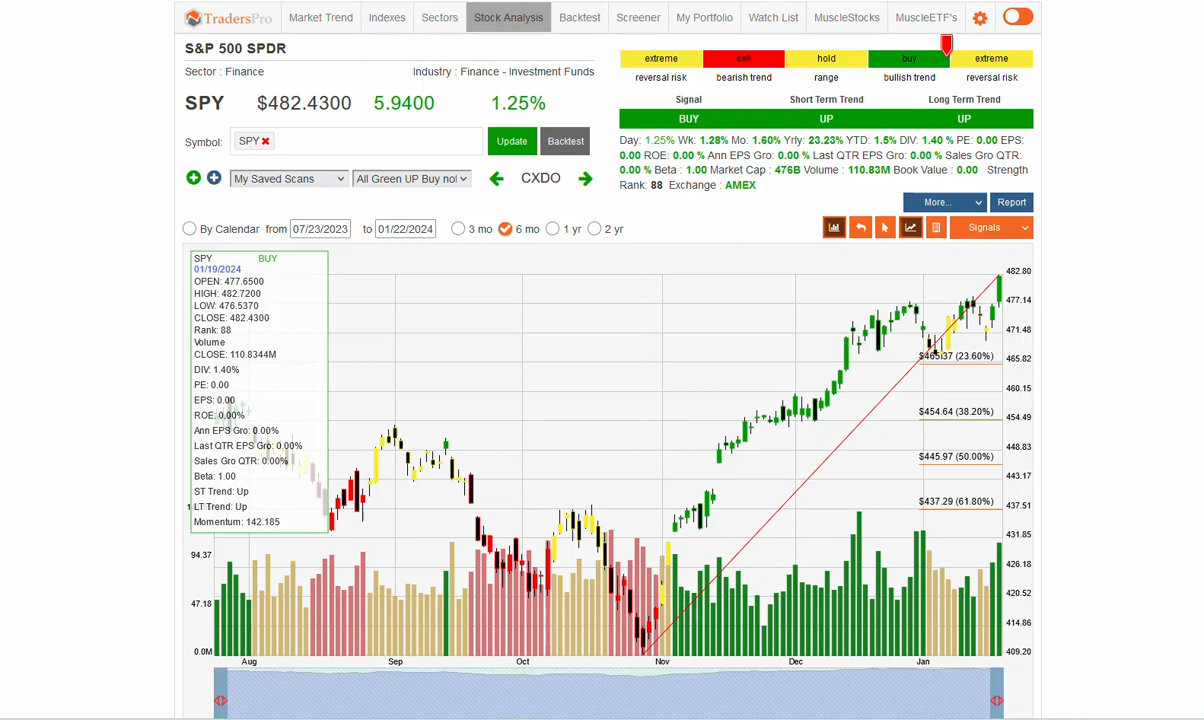 TradersPro Market Trend Indexes Sectors Stock Analysis Backtest Screener My Portfolio Watch List MuscleStocks MuscleETF's
S&P 500 SPDR
Sector : Finance Industry : Finance - Investment Funds
SPY $482.4300 5.9400 1.25%
Symbol: SPY Update Backtest
My Saved Scans All Green UP Buy not CXDO
extreme sell hold buy extreme
reversal risk bearish trend range bullish trend reversal risk
Signal Short Term Trend Long Term Trend
BUY UP UP
Day: 1.25% Wk: 1.28% Mo: 1.60% Yrly: 23.23% YTD: 1.5% DIV: 1.40 % PE: 0.00 EPS:
0.00 ROE: 0.00 % Ann EPS Gro: 0.00 % Last QTR EPS Gro: 0.00 % Sales Gro QTR:
0.00 % Beta : 1.00 Market Cap : 476B Volume : 110.83M Book Value : 0.00 Strength
Rank: 88 Exchange : AMEX
More... Report
By Calendar from 07/23/2023 to 01/22/2024 3 mo 6 mo 1 yr 2 yr Signals
SPY BUY
01/19/2024
OPEN: 477.6500
HIGH: 482.7200
LOW: 476.5370
CLOSE: 482.4300
Rank: 88
Volume
CLOSE: 110.8344M
DIV: 1.40%
PE: 0.00
EPS: 0.00
ROE: 0.00%
Ann EPS Gro: 0.00%
Last QTR EPS Gro: 0.00%
Sales Gro QTR: 0.00%
Beta: 1.00
ST Trend: Up
LT Trend: Up
Momentum: 142.185
482.80
477.14
471.48
465.82
460.15
454.49
448.83
443.17
437.51
431.85
426.18
420.52
414.86
409.20
$465.37 (23.60%)
$454.64 (38.20%)
$445.97 (50.00%)
$437.29 (61.80%)
94.37
47.18
0.0M
Aug Sep Oct Nov Dec Jan